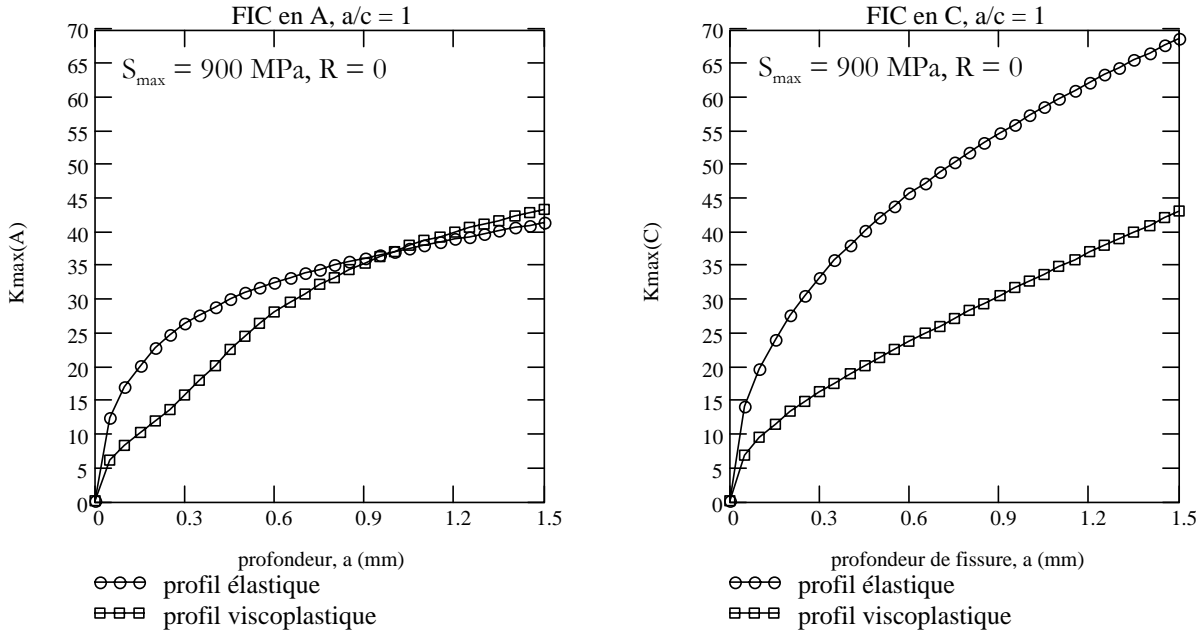 FIC en A, a/c = 1
S_max = 900 MPa, R = 0
Kmax(A)
70
65
60
55
50
45
40
35
30
25
20
15
10
5
0
0 0.3 0.6 0.9 1.2 1.5
profondeur, a (mm)
profil élastique
profil viscoplastique
FIC en C, a/c = 1
S_max = 900 MPa, R = 0
Kmax(C)
70
65
60
55
50
45
40
35
30
25
20
15
10
5
0
0 0.3 0.6 0.9 1.2 1.5
profondeur de fissure, a (mm)
profil élastique
profil viscoplastique